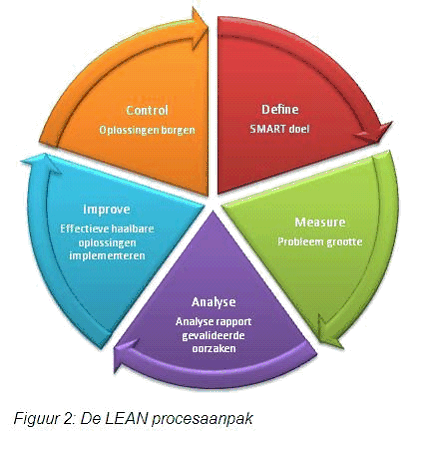 Control
Oplossingen borgen
Define
SMART doel
Measure
Probleem grootte
Analyse
Analyse rapport
gevalideerde
oorzaken
Improve
Effectieve haalbare
oplossingen
implementeren
Figuur 2: De LEAN procesaanpak